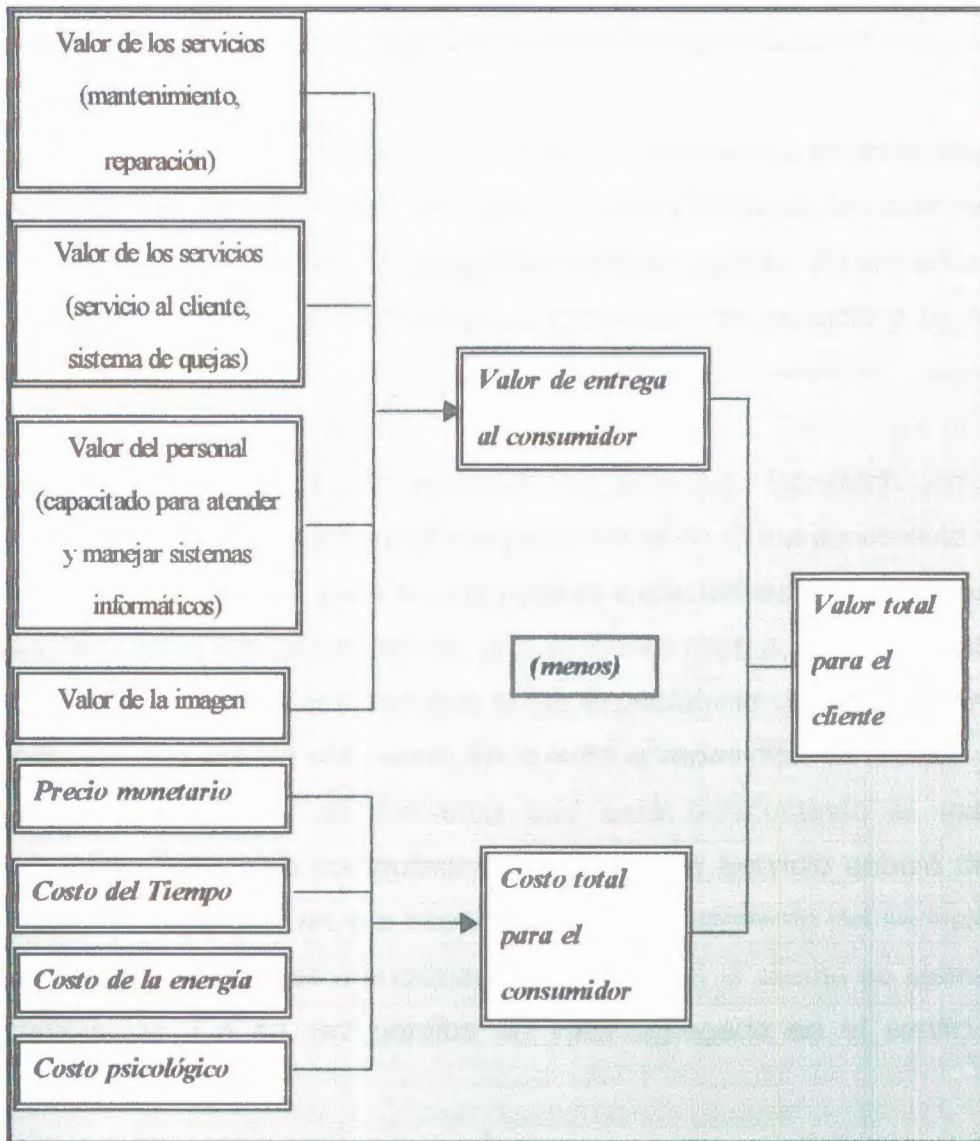 Valor de los servicios
(mantenimiento,
reparación)
Valor de los servicios
(servicio al cliente,
sistema de quejas)
Valor del personal
(capacitado para atender
y manejar sistemas
informáticos)
Valor de la imagen
Precio monetario
Costo del Tiempo
Costo de la energía
Costo psicológico
Valor de entrega
al consumidor
(menos)
Costo total
para el
consumidor
Valor total
para el
cliente